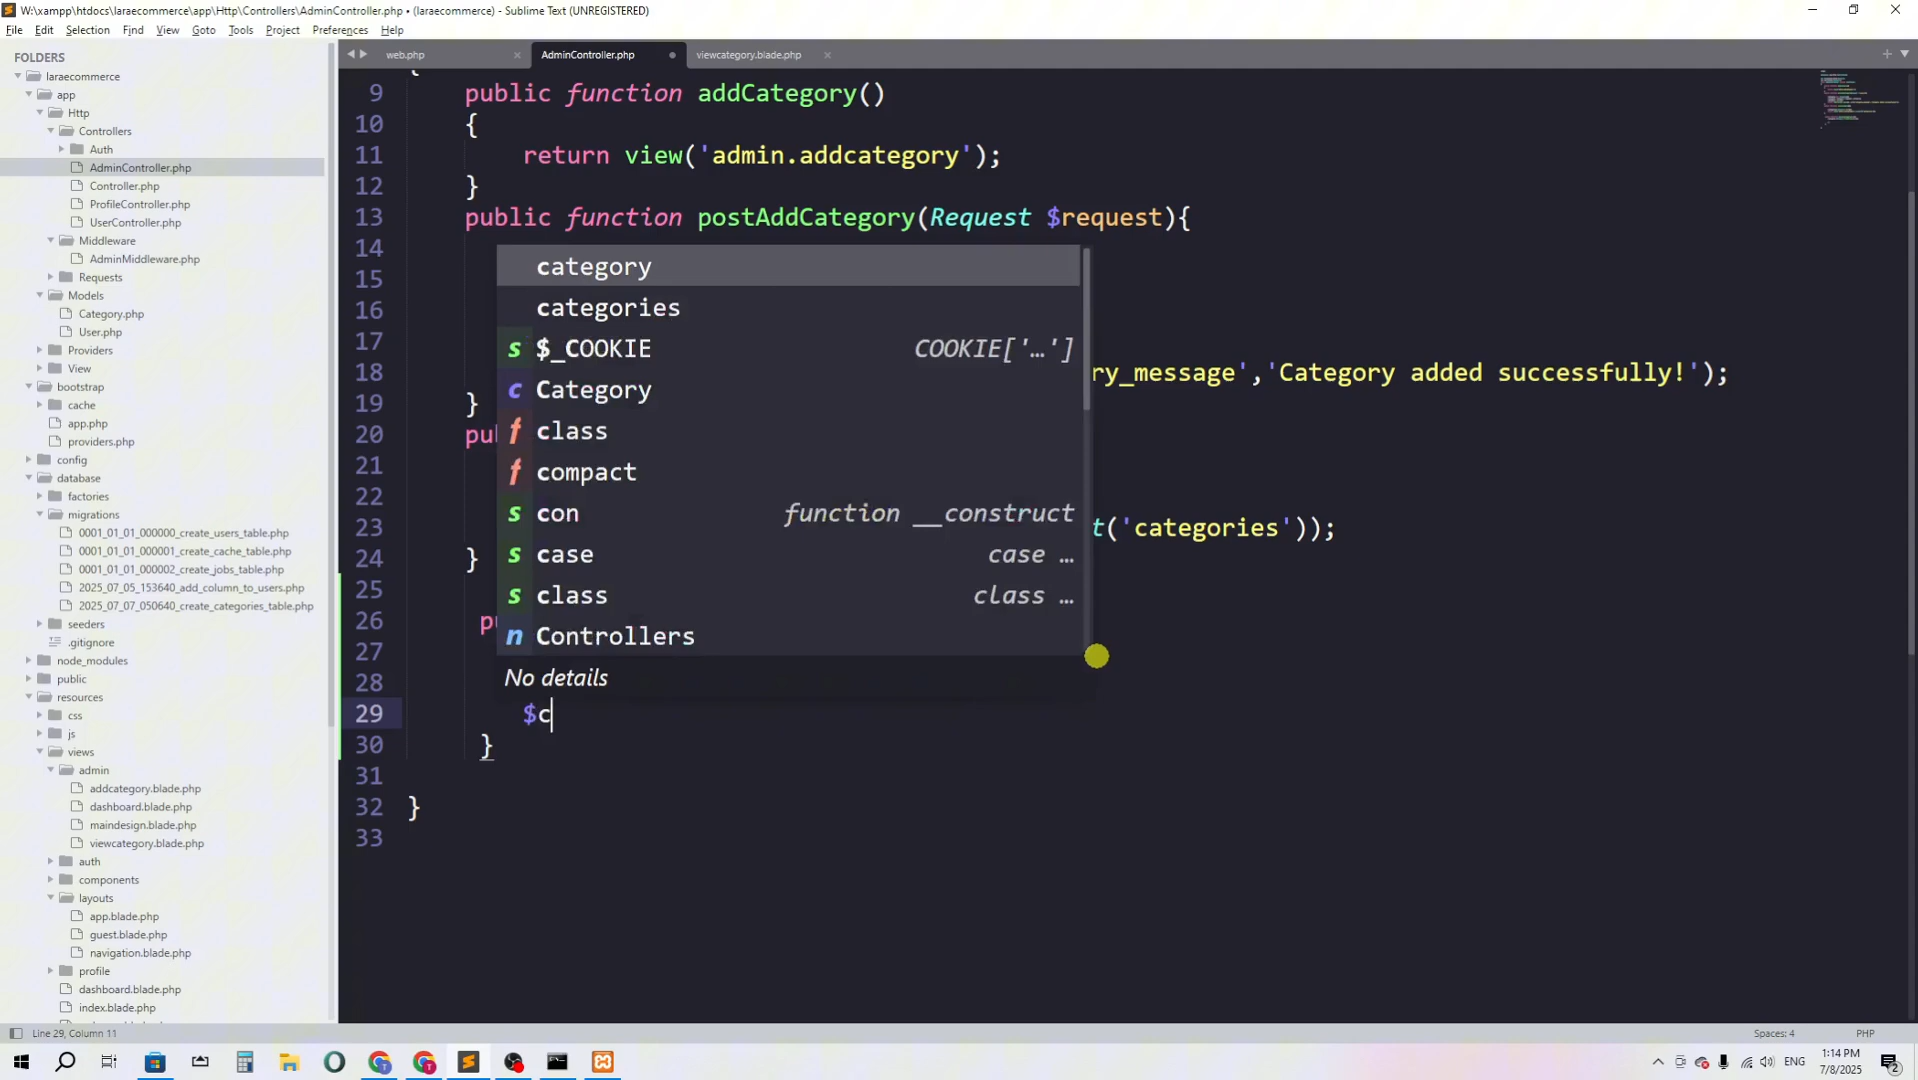 W:\xampp\htdocs\laraecommerce\app\Http\Controllers\AdminController.php • (laraecommerce) - Sublime Text (UNREGISTERED)
File Edit Selection Find View Goto Tools Project Preferences Help
FOLDERS
laraecommerce
app
Http
Controllers
Auth
AdminController.php
Controller.php
ProfileController.php
UserController.php
Middleware
AdminMiddleware.php
Requests
Models
Category.php
User.php
Providers
View
bootstrap
cache
app.php
providers.php
config
database
factories
migrations
0001_01_01_000000_create_users_table.php
0001_01_01_000001_create_cache_table.php
0001_01_01_000002_create_jobs_table.php
2025_07_05_153640_add_column_to_users.php
2025_07_07_050640_create_categories_table.php
seeders
.gitignore
node_modules
public
resources
css
js
views
admin
addcategory.blade.php
dashboard.blade.php
maindesign.blade.php
viewcategory.blade.php
auth
components
layouts
app.blade.php
guest.blade.php
navigation.blade.php
profile
dashboard.blade.php
index.blade.php
web.php AdminController.php viewcategory.blade.php
9 public function addCategory()
10 {
11 return view('admin.addcategory');
12 }
13 public function postAddCategory(Request $request){
14
15
16
17
18 ry_message','Category added successfully!');
19 }
20 pu
21
22
23 t('categories'));
24 }
25
26 pu
27
28
29 $c
30 }
31
32 }
33
category
categories
s $_COOKIE COOKIE['…']
c Category
f class
f compact
s con function __construct
s case case …
s class class …
n Controllers
No details
Line 29, Column 11 Spaces: 4 PHP
ENG
1:14 PM
7/8/2025
2